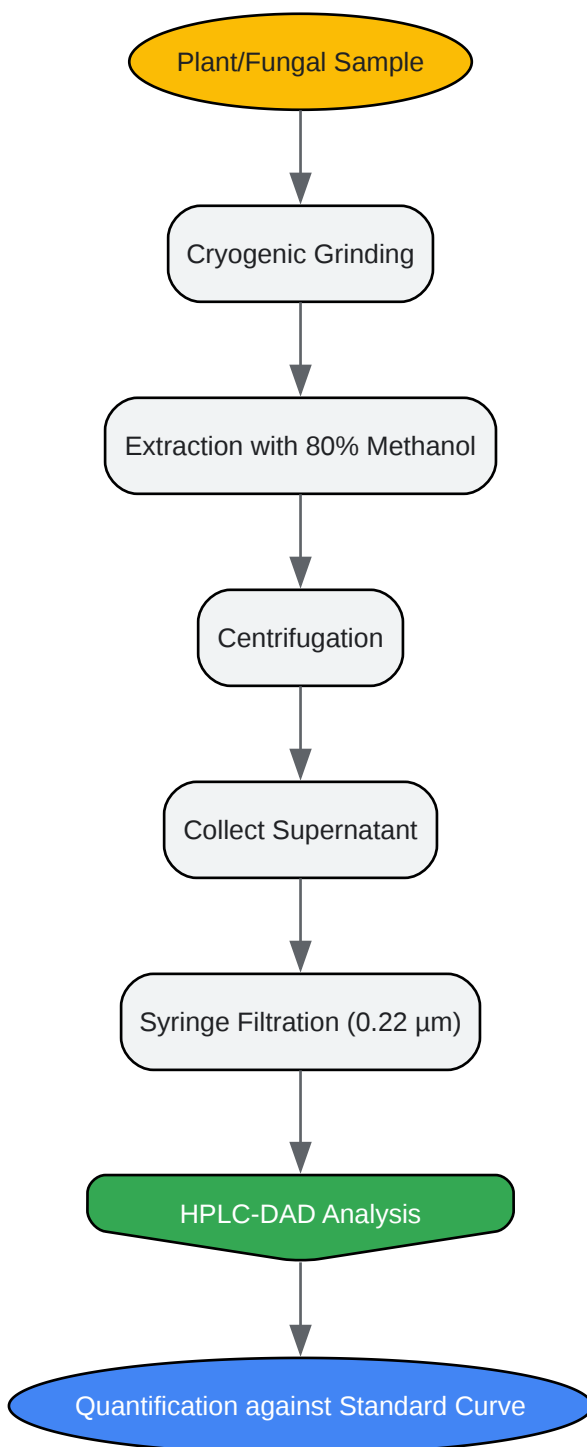 Plant/Fungal Sample
Cryogenic Grinding
Extraction with 80% Methanol
Centrifugation
Collect Supernatant
Syringe Filtration (0.22 µm)
HPLC-DAD Analysis
Quantification against Standard Curve